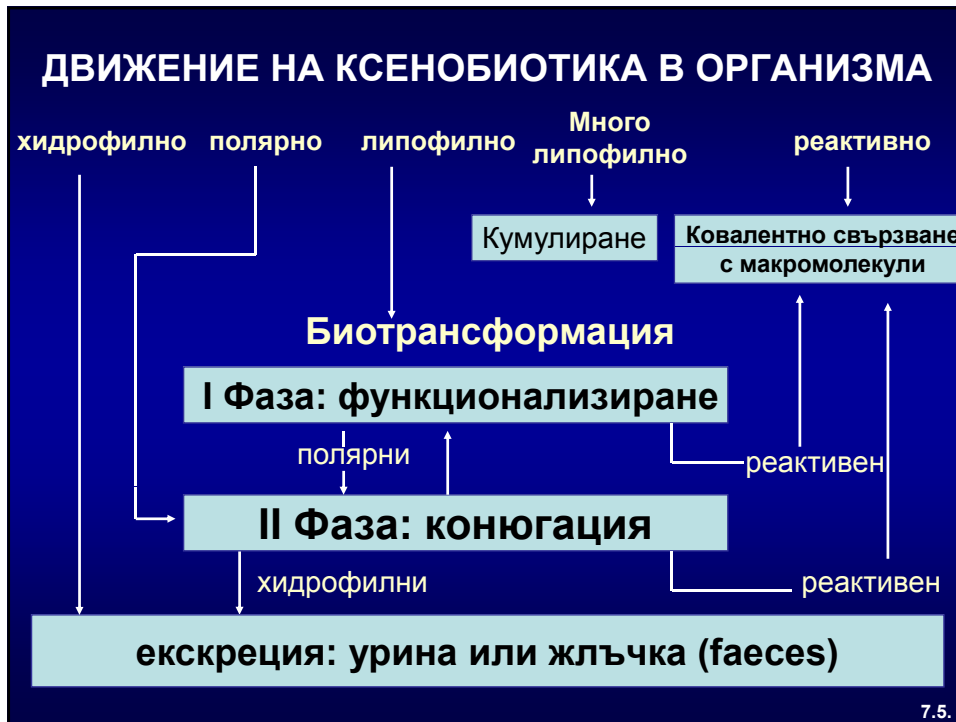 ДВИЖЕНИЕ НА КСЕНОБИОТИКА В ОРГАНИЗМА
хидрофилно
полярно
липофилно
Много
липофилно
реактивно
Кумулиране
Ковалентно свързване
с макромолекули
Биотрансформация
I Фаза: функционализиране
полярни
реактивен
II Фаза: конюгация
хидрофилни
реактивен
екскреция: урина или жлъчка (faeces)
7.5.